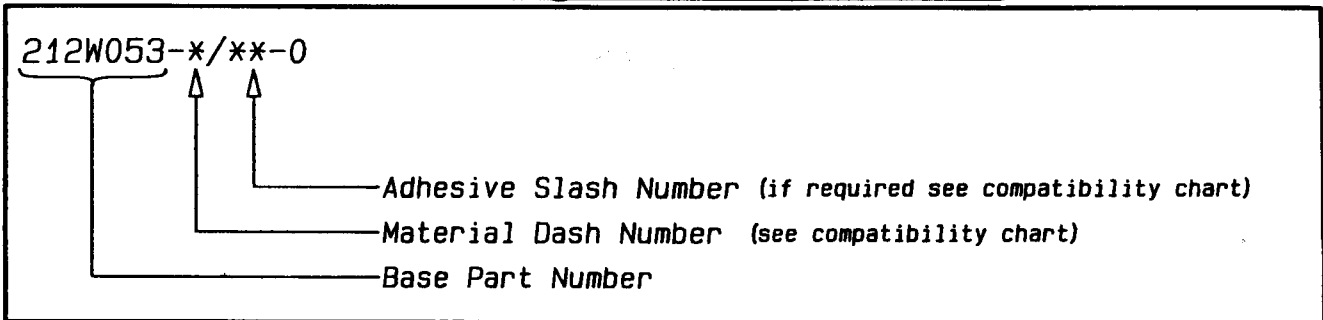 212W053-*/**-0
Adhesive Slash Number (if required see compatibility chart)
Material Dash Number (see compatibility chart)
Base Part Number